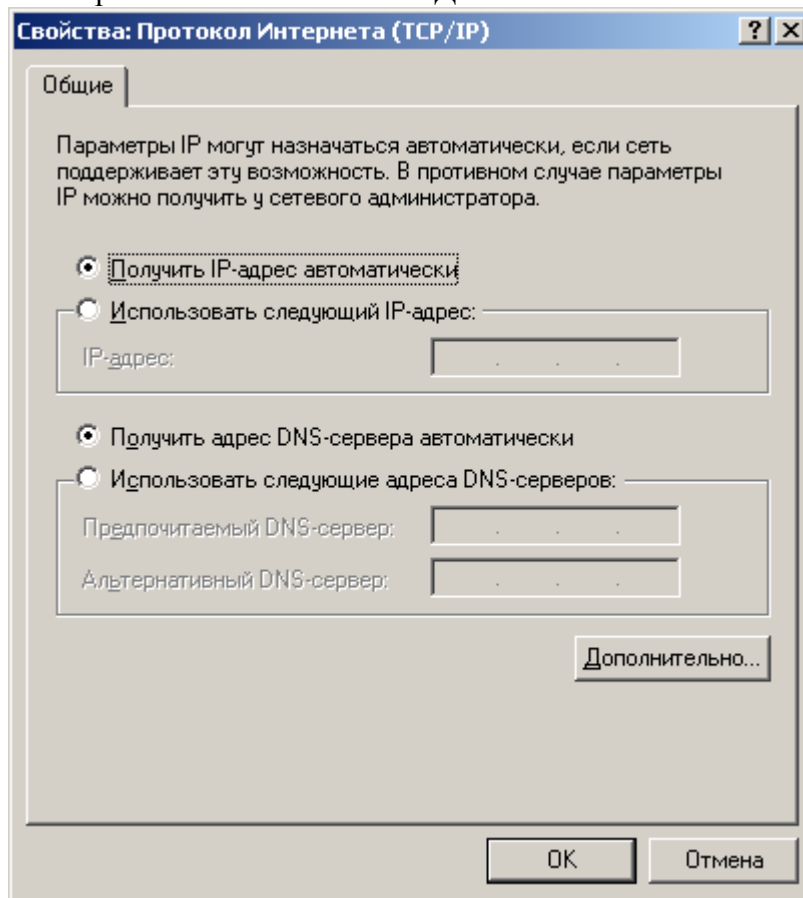 Свойства: Протокол Интернета (TCP/IP)
Общие
Параметры IP могут назначаться автоматически, если сеть
поддерживает эту возможность. В противном случае параметры
IP можно получить у сетевого администратора.
Получить IP-адрес автоматически
Использовать следующий IP-адрес:
IP-адрес:
Получить адрес DNS-сервера автоматически
Использовать следующие адреса DNS-серверов:
Предпочитаемый DNS-сервер:
Альтернативный DNS-сервер:
Дополнительно...
OK Отмена